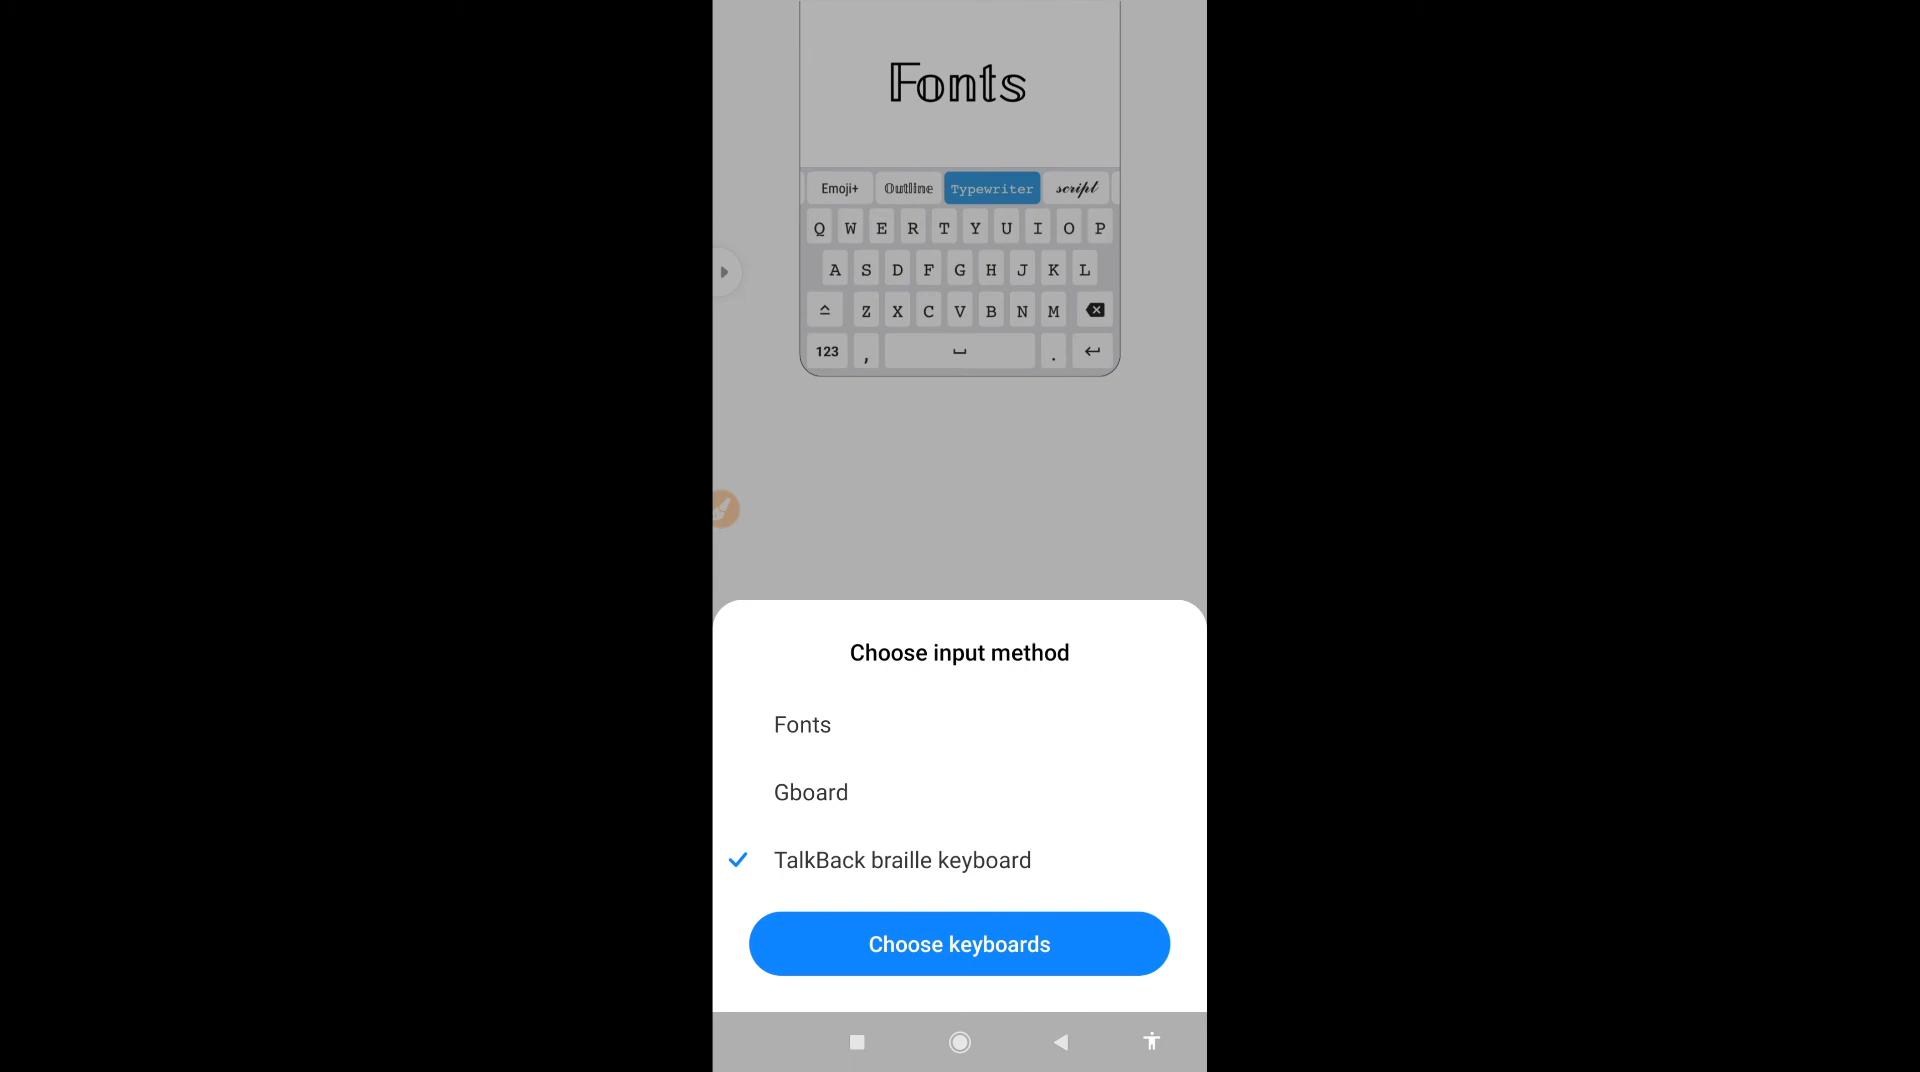 Fonts
Emoji+ Outline Typewriter script
Q W E R T Y U I O P
A S D F G H J K L
Z X C V B N M
123 , .
Choose input method
Fonts
Gboard
TalkBack braille keyboard
Choose keyboards